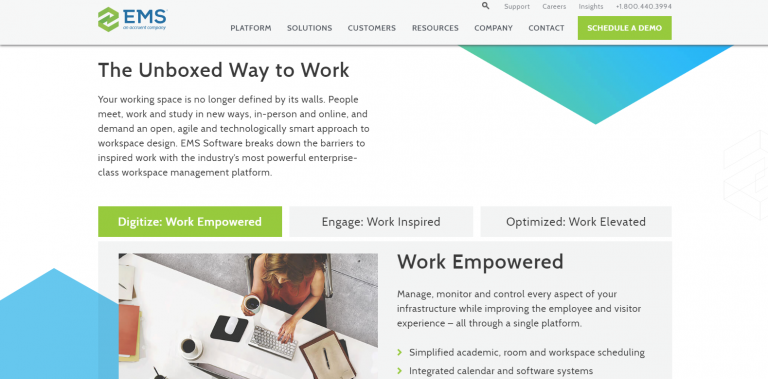 Support Careers Insights +1.800.440.3994
EMS
an accruent company
PLATFORM SOLUTIONS CUSTOMERS RESOURCES COMPANY CONTACT SCHEDULE A DEMO
The Unboxed Way to Work
Your working space is no longer defined by its walls. People
meet, work and study in new ways, in-person and online, and
demand an open, agile and technologically smart approach to
workspace design. EMS Software breaks down the barriers to
inspired work with the industry's most powerful enterprise-
class workspace management platform.
Digitize: Work Empowered Engage: Work Inspired Optimized: Work Elevated
Work Empowered
Manage, monitor and control every aspect of your
infrastructure while improving the employee and visitor
experience – all through a single platform.
Simplified academic, room and workspace scheduling
Integrated calendar and software systems